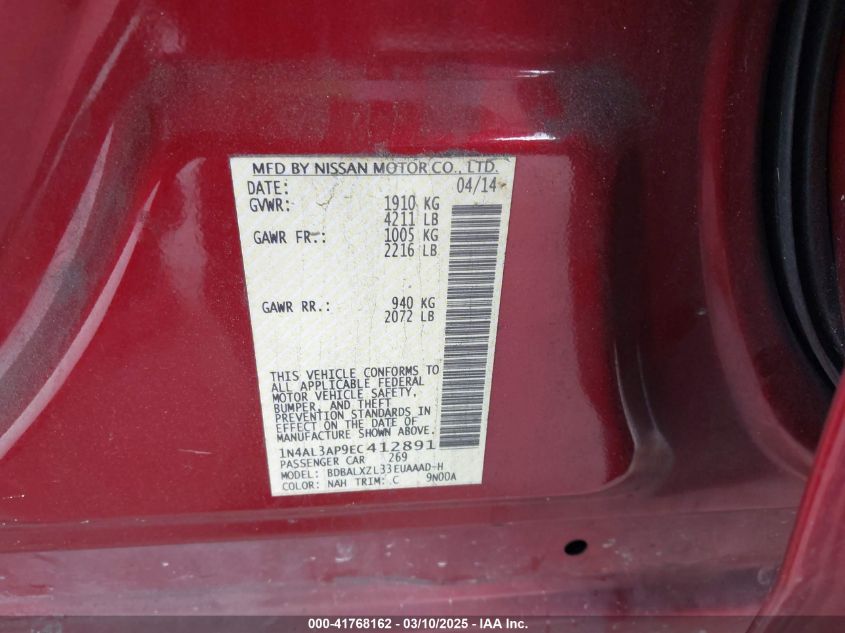 MFD BY NISSAN MOTOR CO., LTD.
DATE: 04/14
GVWR: 1910 KG
4211 LB
GAWR FR.: 1005 KG
2216 LB
GAWR RR.: 940 KG
2072 LB
THIS VEHICLE CONFORMS TO
ALL APPLICABLE FEDERAL
MOTOR VEHICLE SAFETY,
BUMPER, AND THEFT
PREVENTION STANDARDS IN
EFFECT ON THE DATE OF
MANUFACTURE SHOWN ABOVE.
1N4AL3AP9EC412891
PASSENGER CAR 269
MODEL: BDBALXZL33EUAAAD-H
COLOR: NAH TRIM: C 9N00A
000-41768162 — 03/10/2025 — IAA Inc.